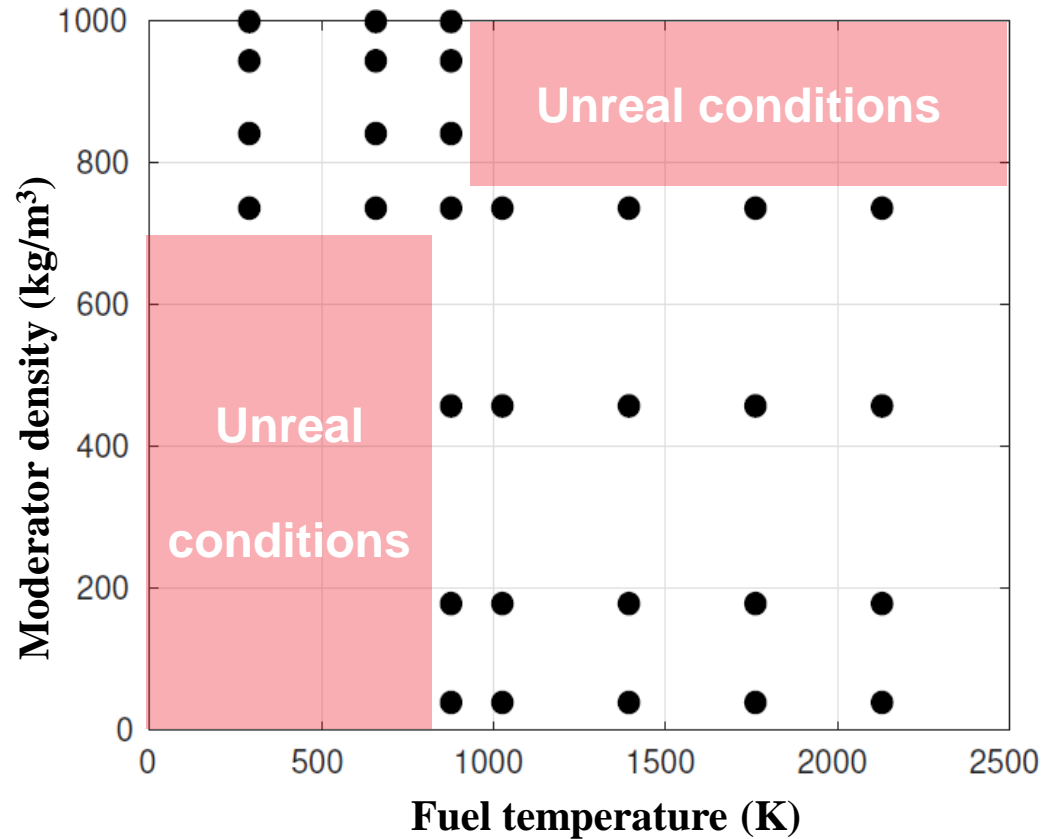 1000
800
600
400
200
0
Moderator density (kg/m³)
Unreal conditions
Unreal
conditions
0 500 1000 1500 2000 2500
Fuel temperature (K)